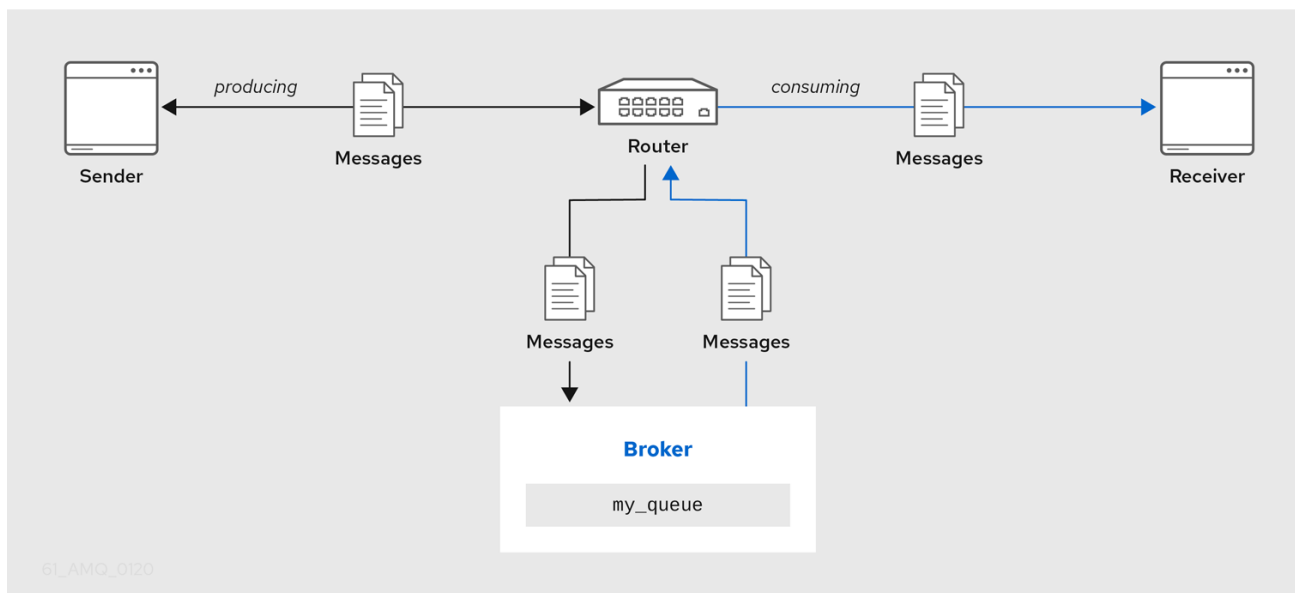 producing
consuming
Messages
Router
Messages
Sender
Receiver
Messages
Messages
Broker
my_queue
61_AMQ_0120